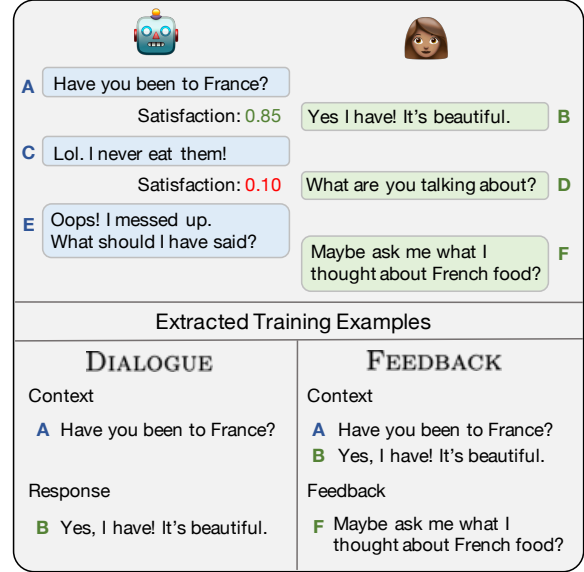 A Have you been to France?
Satisfaction: 0.85
Yes I have! It's beautiful. B
C Lol. I never eat them!
Satisfaction: 0.10
What are you talking about? D
E Oops! I messed up.
What should I have said?
Maybe ask me what I
thought about French food? F
Extracted Training Examples
DIALOGUE
Context
A Have you been to France?
Response
B Yes, I have! It's beautiful.
FEEDBACK
Context
A Have you been to France?
B Yes, I have! It's beautiful.
Feedback
F Maybe ask me what I
thought about French food?